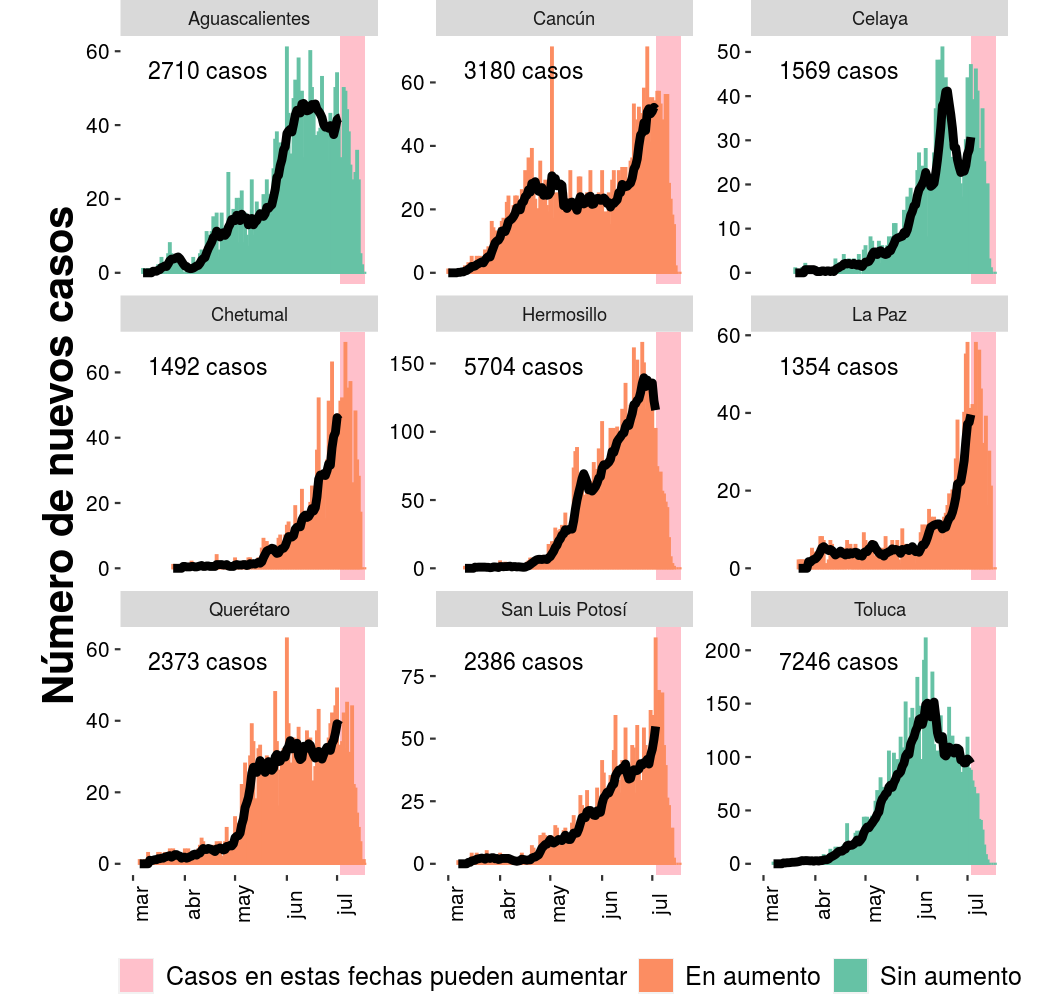 Número de nuevos casos
Aguascalientes
2710 casos
60
40
20
0
Cancún
3180 casos
60
40
20
0
Celaya
1569 casos
50
40
30
20
10
0
Chetumal
1492 casos
60
40
20
0
Hermosillo
5704 casos
150
100
50
0
La Paz
1354 casos
60
40
20
0
Querétaro
2373 casos
60
40
20
0
mar abr may jun jul
San Luis Potosí
2386 casos
75
50
25
0
mar abr may jun jul
Toluca
7246 casos
200
150
100
50
0
mar abr may jun jul
Casos en estas fechas pueden aumentar En aumento Sin aumento